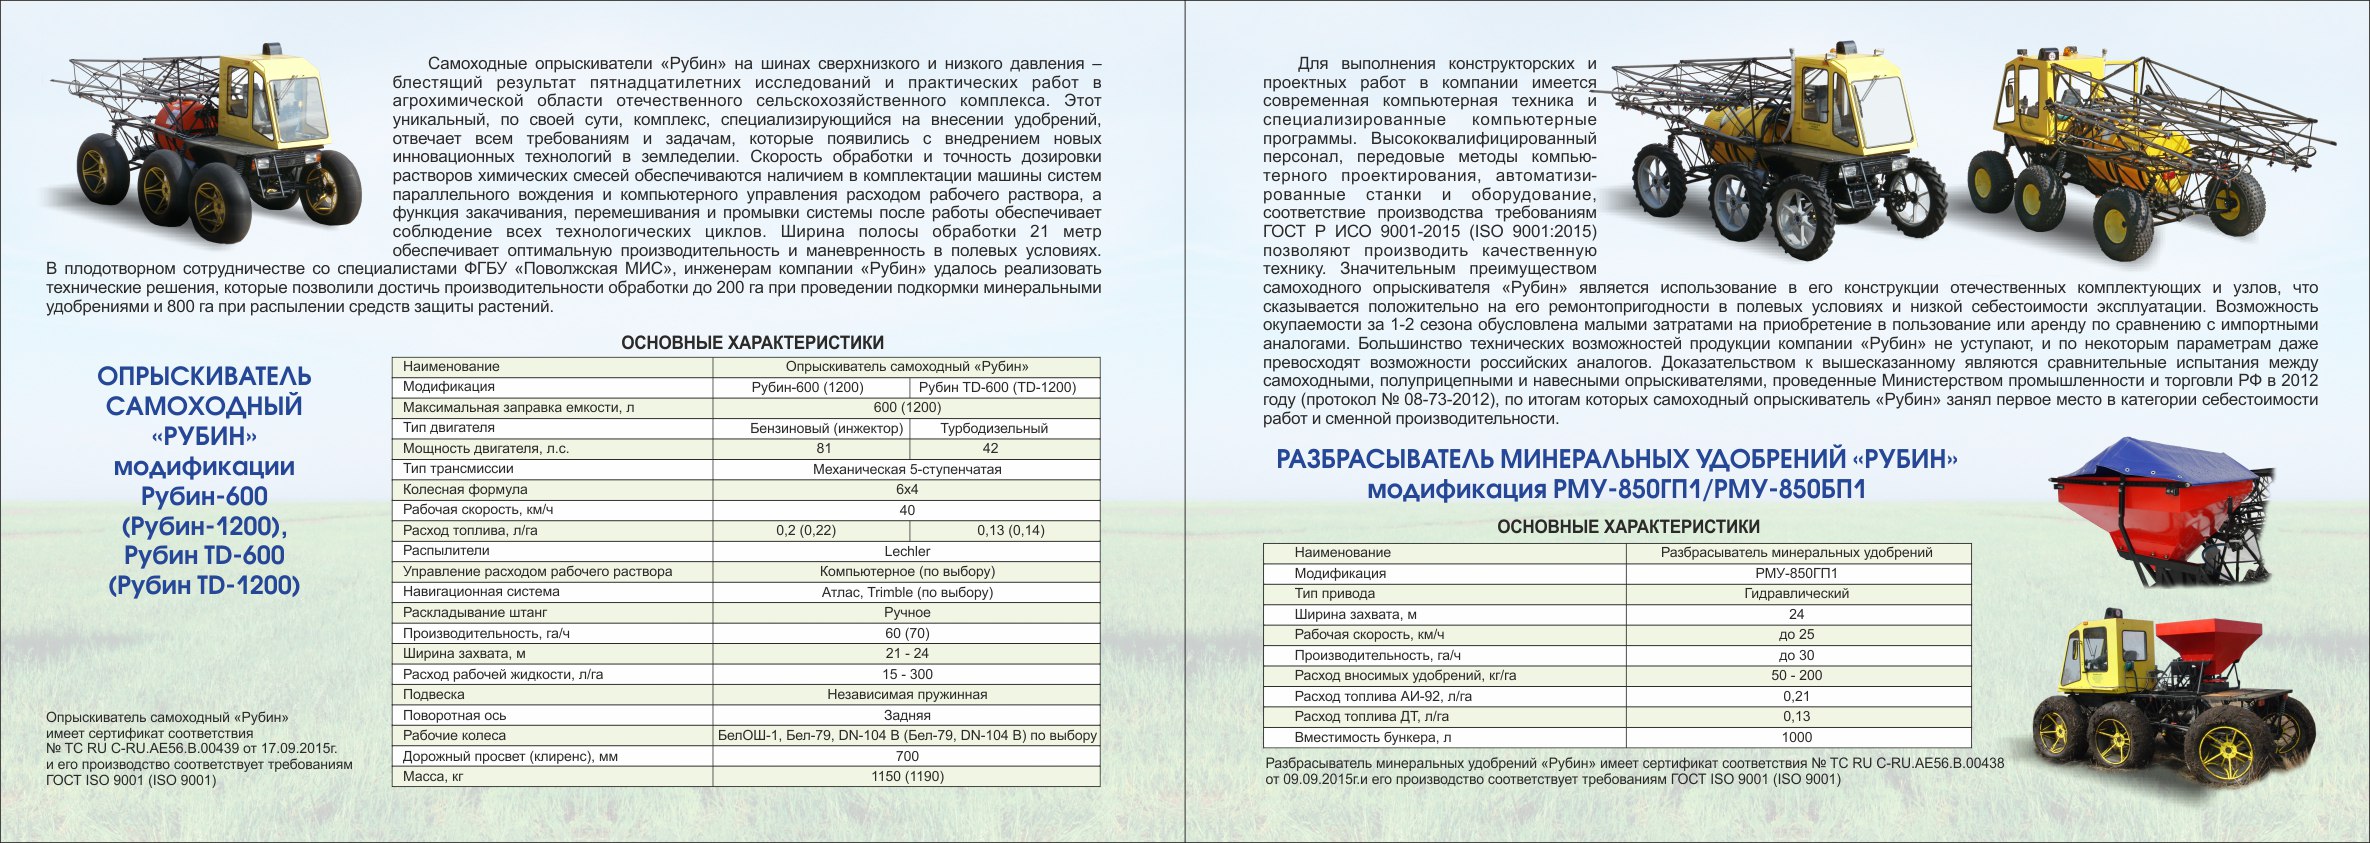 Самоходные опрыскиватели «Рубин» на шинах сверхнизкого и низкого давления –
блестящий результат пятнадцатилетних исследований и практических работ в
агрохимической области отечественного сельскохозяйственного комплекса. Этот
уникальный, по своей сути, комплекс, специализирующийся на внесении удобрений,
отвечает всем требованиям и задачам, которые появились с внедрением новых
инновационных технологий в земледелии. Скорость обработки и точность дозировки
растворов химических смесей обеспечиваются наличием в комплектации машины систем
параллельного вождения и компьютерного управления расходом рабочего раствора, а
функция закачивания, перемешивания и промывки системы после работы обеспечивает
соблюдение всех технологических циклов. Ширина полосы обработки 21 метр
обеспечивает оптимальную производительность и маневренность в полевых условиях.
В плодотворном сотрудничестве со специалистами ФГБУ «Поволжская МИС», инженерам компании «Рубин» удалось реализовать
технические решения, которые позволили достичь производительности обработки до 200 га при проведении подкормки минеральными
удобрениями и 800 га при распылении средств защиты растений.
ОПРЫСКИВАТЕЛЬ
САМОХОДНЫЙ
«РУБИН»
модификации
Рубин-600
(Рубин-1200),
Рубин TD-600
(Рубин TD-1200)
Опрыскиватель самоходный «Рубин»
имеет сертификат соответствия
№ ТС RU C-RU.АЕ56.В.00439 от 17.09.2015г.
и его производство соответствует требованиям
ГОСТ ISO 9001 (ISO 9001)
ОСНОВНЫЕ ХАРАКТЕРИСТИКИ
Наименование Опрыскиватель самоходный «Рубин»
Модификация Рубин-600 (1200) Рубин TD-600 (TD-1200)
Максимальная заправка емкости, л 600 (1200)
Тип двигателя Бензиновый (инжектор) Турбодизельный
Мощность двигателя, л.с. 81 42
Тип трансмиссии Механическая 5-ступенчатая
Колесная формула 6х4
Рабочая скорость, км/ч 40
Расход топлива, л/га 0,2 (0,22) 0,13 (0,14)
Распылители Lechler
Управление расходом рабочего раствора Компьютерное (по выбору)
Навигационная система Атлас, Trimble (по выбору)
Раскладывание штанг Ручное
Производительность, га/ч 60 (70)
Ширина захвата, м 21 - 24
Расход рабочей жидкости, л/га 15 - 300
Подвеска Независимая пружинная
Поворотная ось Задняя
Рабочие колеса БелОШ-1, Бел-79, DN-104 В (Бел-79, DN-104 В) по выбору
Дорожный просвет (клиренс), мм 700
Масса, кг 1150 (1190)
Для выполнения конструкторских и
проектных работ в компании имеется
современная компьютерная техника и
специализированные компьютерные
программы. Высококвалифицированный
персонал, передовые методы компью-
терного проектирования, автоматизи-
рованные станки и оборудование,
соответствие производства требованиям
ГОСТ Р ИСО 9001-2015 (ISO 9001:2015)
позволяют производить качественную
технику. Значительным преимуществом
самоходного опрыскивателя «Рубин» является использование в его конструкции отечественных комплектующих и узлов, что
сказывается положительно на его ремонтопригодности в полевых условиях и низкой себестоимости эксплуатации. Возможность
окупаемости за 1-2 сезона обусловлена малыми затратами на приобретение в пользование или аренду по сравнению с импортными
аналогами. Большинство технических возможностей продукции компании «Рубин» не уступают, и по некоторым параметрам даже
превосходят возможности российских аналогов. Доказательством к вышесказанному являются сравнительные испытания между
самоходными, полуприцепными и навесными опрыскивателями, проведенные Министерством промышленности и торговли РФ в 2012
году (протокол № 08-73-2012), по итогам которых самоходный опрыскиватель «Рубин» занял первое место в категории себестоимости
работ и сменной производительности.
РАЗБРАСЫВАТЕЛЬ МИНЕРАЛЬНЫХ УДОБРЕНИЙ «РУБИН»
модификация РМУ-850ГП1/РМУ-850БП1
ОСНОВНЫЕ ХАРАКТЕРИСТИКИ
Наименование Разбрасыватель минеральных удобрений
Модификация РМУ-850ГП1
Тип привода Гидравлический
Ширина захвата, м 24
Рабочая скорость, км/ч до 25
Производительность, га/ч до 30
Расход вносимых удобрений, кг/га 50 - 200
Расход топлива АИ-92, л/га 0,21
Расход топлива ДТ, л/га 0,13
Вместимость бункера, л 1000
Разбрасыватель минеральных удобрений «Рубин» имеет сертификат соответствия № ТС RU C-RU.АЕ56.В.00438
от 09.09.2015г.и его производство соответствует требованиям ГОСТ ISO 9001 (ISO 9001)